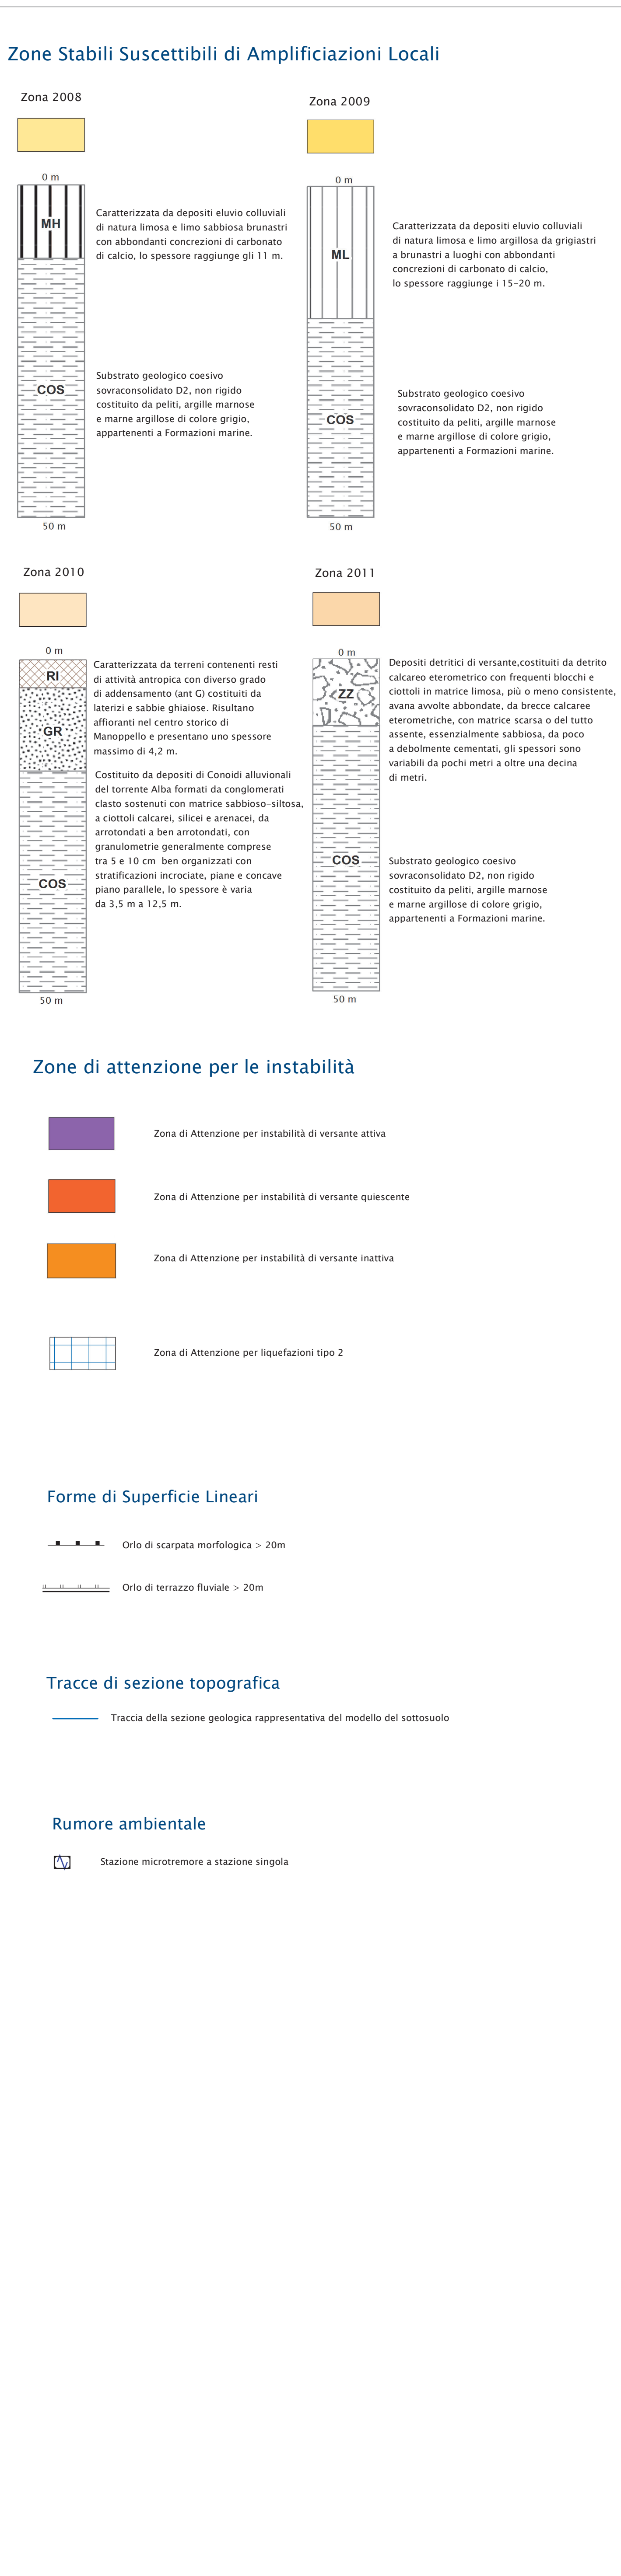 Zone Stabili Suscettibili di Amplificiazioni Locali
Zona 2008
0 m
MH
Caratterizzata da depositi eluvio colluviali
di natura limosa e limo sabbiosa brunastri
con abbondanti concrezioni di carbonato
di calcio, lo spessore raggiunge gli 11 m.
COS
Substrato geologico coesivo
sovraconsolidato D2, non rigido
costituito da peliti, argille marnose
e marne argillose di colore grigio,
appartenenti a Formazioni marine.
50 m
Zona 2009
0 m
ML
Caratterizzata da depositi eluvio colluviali
di natura limosa e limo argillosa da grigiastri
a brunastri a luoghi con abbondanti
concrezioni di carbonato di calcio,
lo spessore raggiunge i 15-20 m.
COS
Substrato geologico coesivo
sovraconsolidato D2, non rigido
costituito da peliti, argille marnose
e marne argillose di colore grigio,
appartenenti a Formazioni marine.
50 m
Zona 2010
0 m
RI
Caratterizzata da terreni contenenti resti
di attività antropica con diverso grado
di addensamento (ant G) costituiti da
laterizi e sabbie ghiaiose. Risultano
affioranti nel centro storico di
Manoppello e presentano uno spessore
massimo di 4,2 m.
GR
Costituito da depositi di Conoidi alluvionali
del torrente Alba formati da conglomerati
clasto sostenuti con matrice sabbioso-siltosa,
a ciottoli calcarei, silicei e arenacei, da
arrotondati a ben arrotondati, con
granulometrie generalmente comprese
tra 5 e 10 cm ben organizzati con
stratificazioni incrociate, piane e concave
piano parallele, lo spessore è varia
da 3,5 m a 12,5 m.
COS
50 m
Zona 2011
0 m
ZZ
Depositi detritici di versante,costituiti da detrito
calcareo eterometrico con frequenti blocchi e
ciottoli in matrice limosa, più o meno consistente,
avana avvolte abbondate, da brecce calcaree
eterometriche, con matrice scarsa o del tutto
assente, essenzialmente sabbiosa, da poco
a debolmente cementati, gli spessori sono
variabili da pochi metri a oltre una decina
di metri.
COS
Substrato geologico coesivo
sovraconsolidato D2, non rigido
costituito da peliti, argille marnose
e marne argillose di colore grigio,
appartenenti a Formazioni marine.
50 m
Zone di attenzione per le instabilità
Zona di Attenzione per instabilità di versante attiva
Zona di Attenzione per instabilità di versante quiescente
Zona di Attenzione per instabilità di versante inattiva
Zona di Attenzione per liquefazioni tipo 2
Forme di Superficie Lineari
Orlo di scarpata morfologica > 20m
Orlo di terrazzo fluviale > 20m
Tracce di sezione topografica
Traccia della sezione geologica rappresentativa del modello del sottosuolo
Rumore ambientale
Stazione microtremore a stazione singola